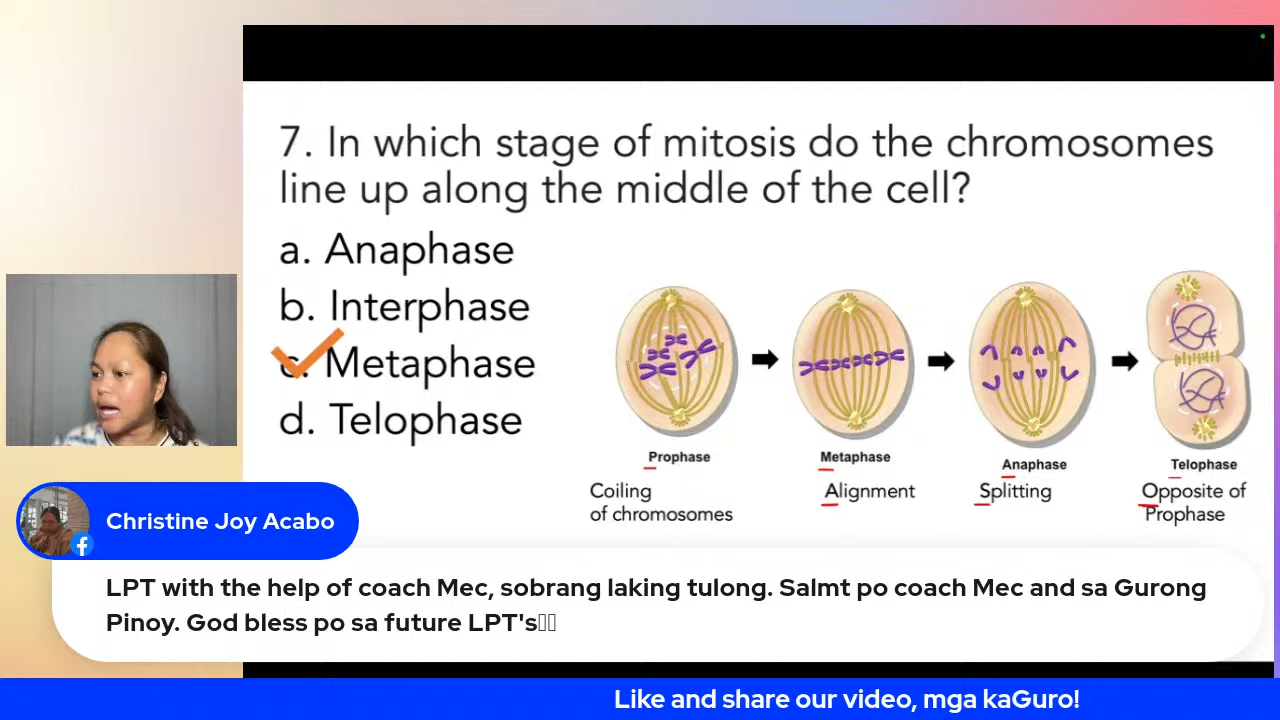 7. In which stage of mitosis do the chromosomes
line up along the middle of the cell?
a. Anaphase
b. Interphase
c. Metaphase
d. Telophase
Prophase
Coiling
of chromosomes
Metaphase
Alignment
Anaphase
Splitting
Telophase
Opposite of
Prophase
Christine Joy Acabo
LPT with the help of coach Mec, sobrang laking tulong. Salmt po coach Mec and sa Gurong
Pinoy. God bless po sa future LPT's
Like and share our video, mga kaGuro!